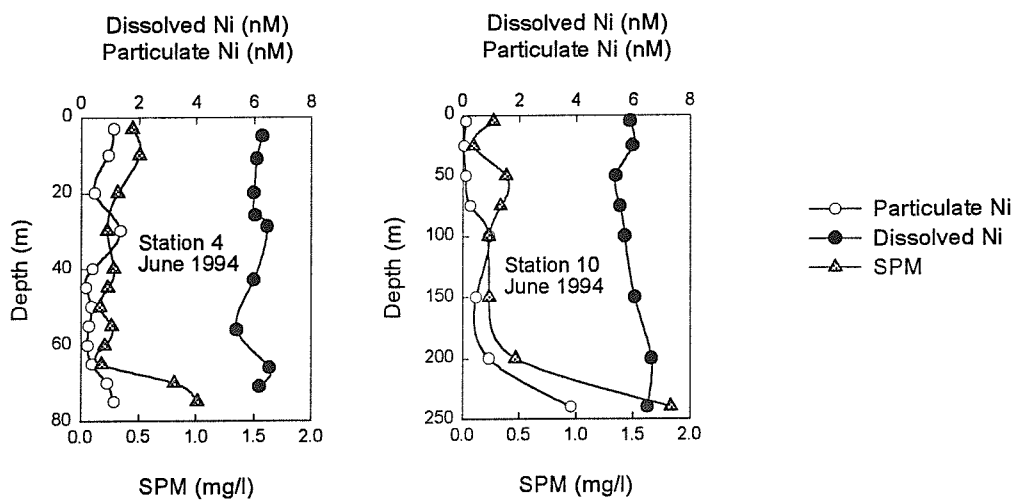 Dissolved Ni (nM)
Particulate Ni (nM)
0 2 4 6 8
0
20
40
60
80
Depth (m)
Station 4
June 1994
0.0 0.5 1.0 1.5 2.0
SPM (mg/l)
Dissolved Ni (nM)
Particulate Ni (nM)
0 2 4 6 8
0
50
100
150
200
250
Depth (m)
Station 10
June 1994
0.0 0.5 1.0 1.5 2.0
SPM (mg/l)
Particulate Ni
Dissolved Ni
SPM